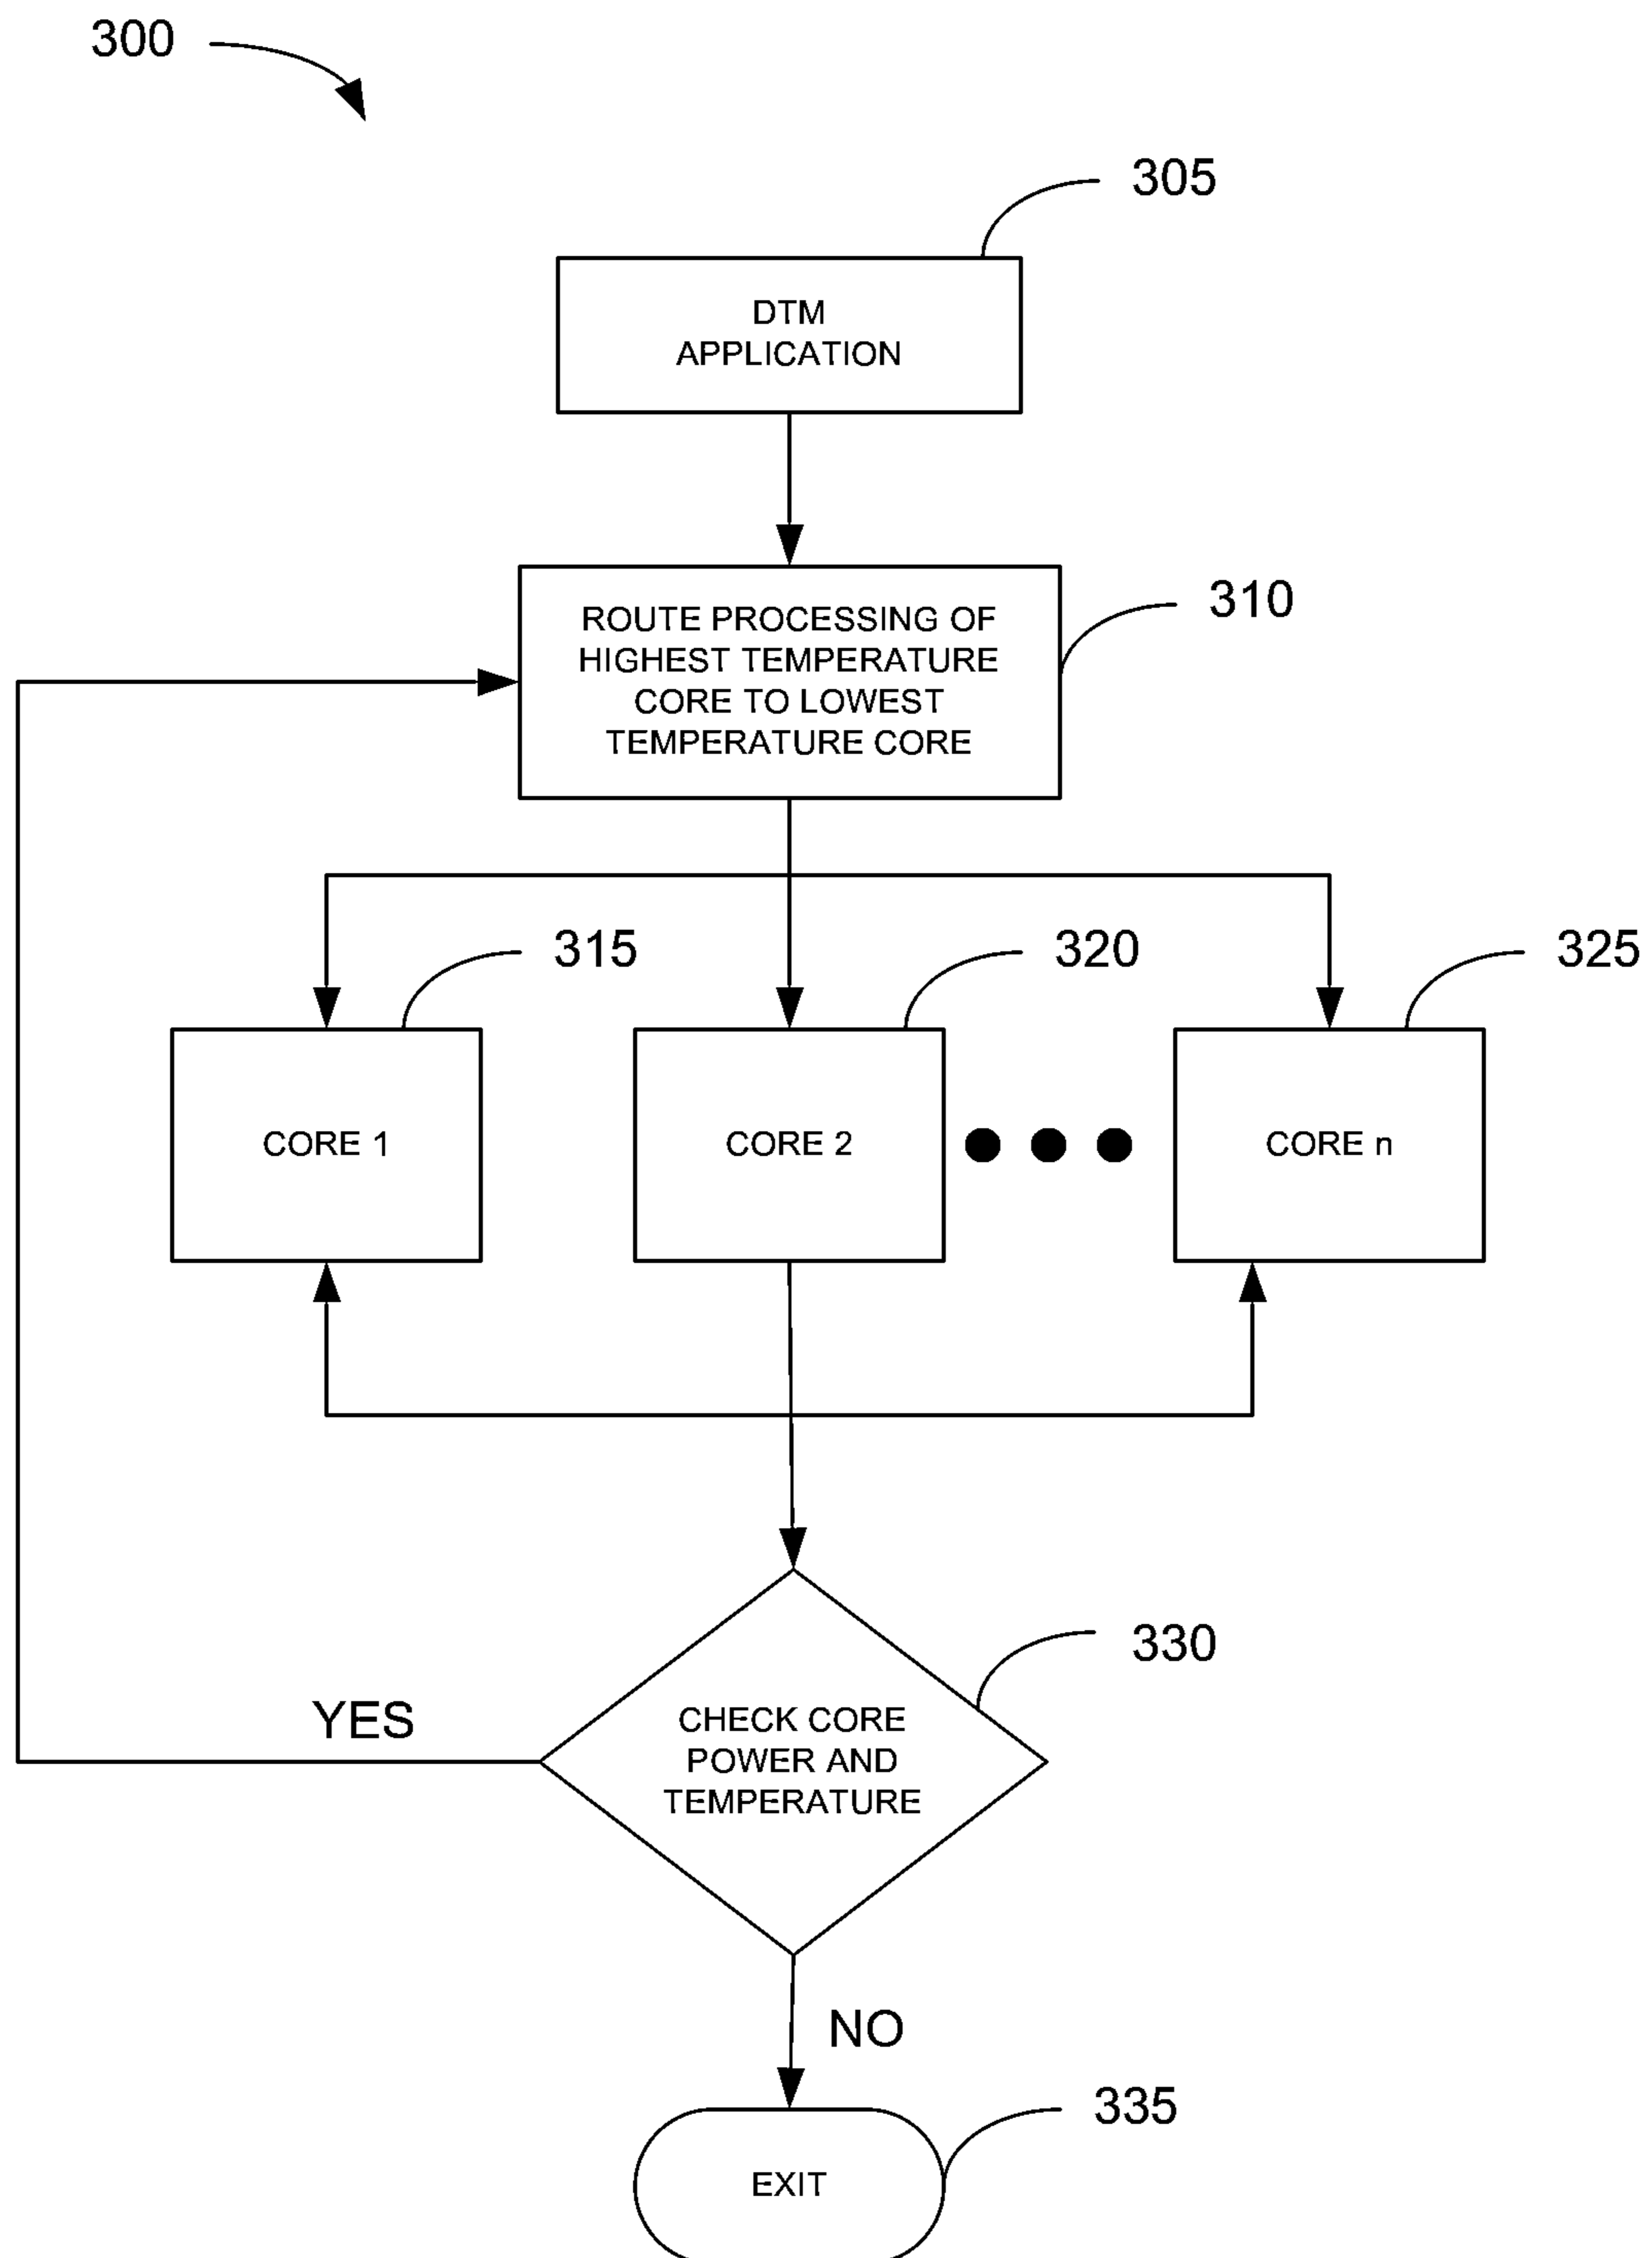 300
305
DTM
APPLICATION
310
ROUTE PROCESSING OF
HIGHEST TEMPERATURE
CORE TO LOWEST
TEMPERATURE CORE
315
320
325
CORE 1
CORE 2
CORE n
330
CHECK CORE
POWER AND
TEMPERATURE
YES
NO
335
EXIT